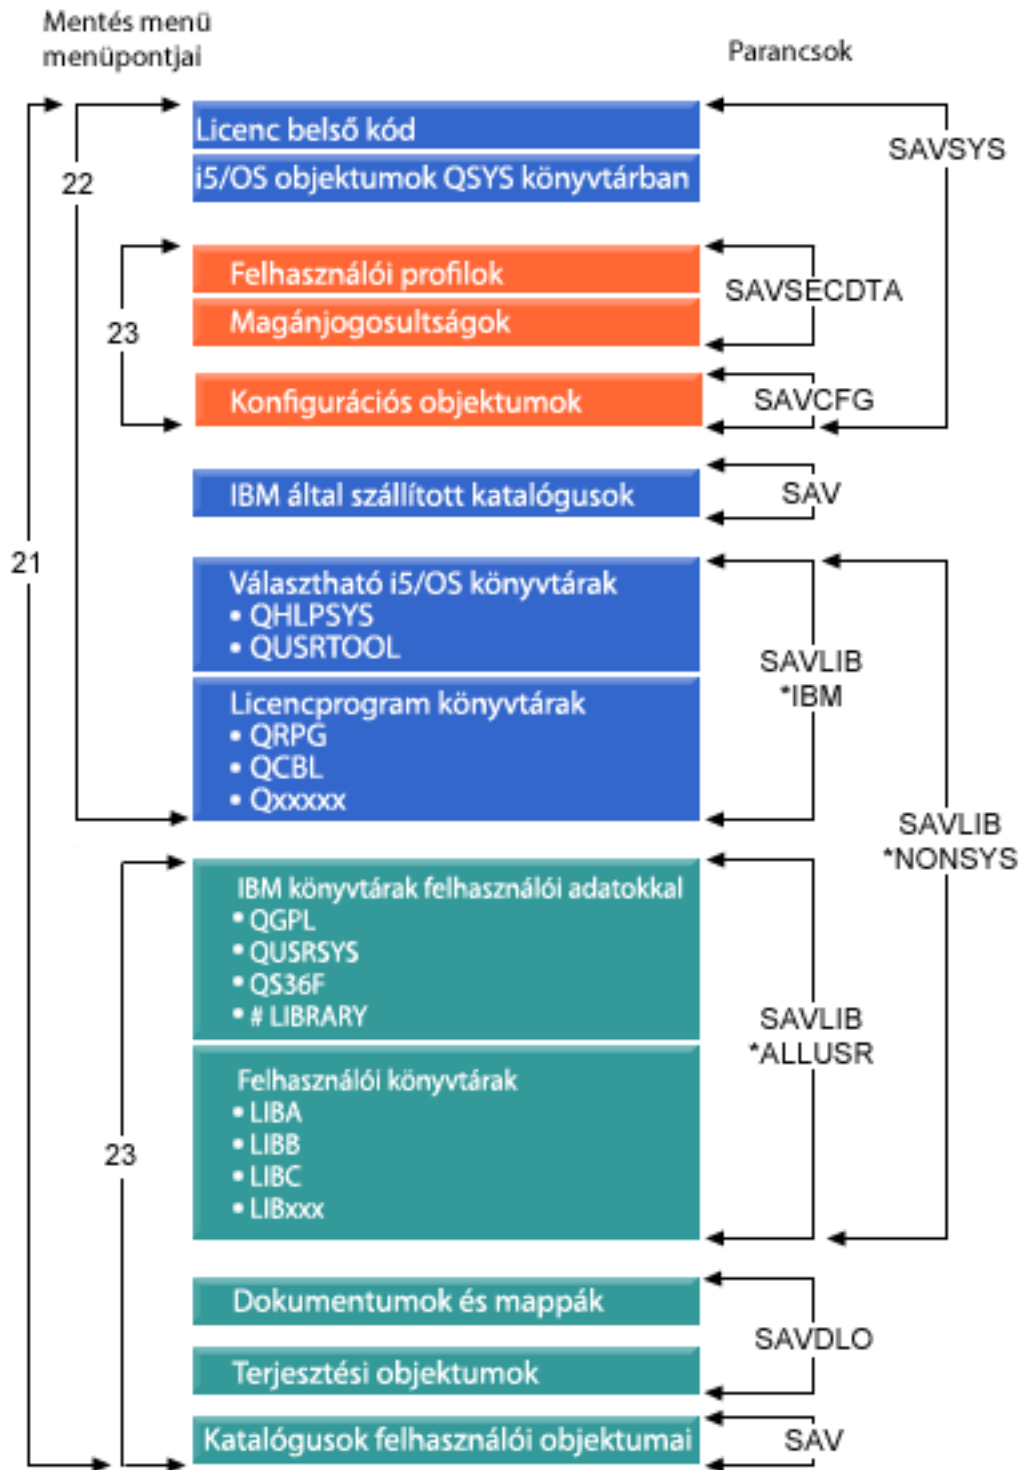 Mentés menü
menüpontjai
Parancsok
Licenc belső kód
i5/OS objektumok QSYS könyvtárban
SAVSYS
22
Felhasználói profilok
Magánjogosultságok
SAVSECDTA
23
Konfigurációs objektumok
SAVCFG
IBM által szállított katalógusok
SAV
21
Választható i5/OS könyvtárak
• QHLPSYS
• QUSRTOOL
Licencprogram könyvtárak
• QRPG
• QCBL
• Qxxxxx
SAVLIB
*IBM
SAVLIB
*NONSYS
IBM könyvtárak felhasználói adatokkal
• QGPL
• QUSRSYS
• QS36F
• # LIBRARY
SAVLIB
*ALLUSR
Felhasználói könyvtárak
• LIBA
• LIBB
• LIBC
• LIBxxx
23
Dokumentumok és mappák
SAVDLO
Terjesztési objektumok
Katalógusok felhasználói objektumai
SAV